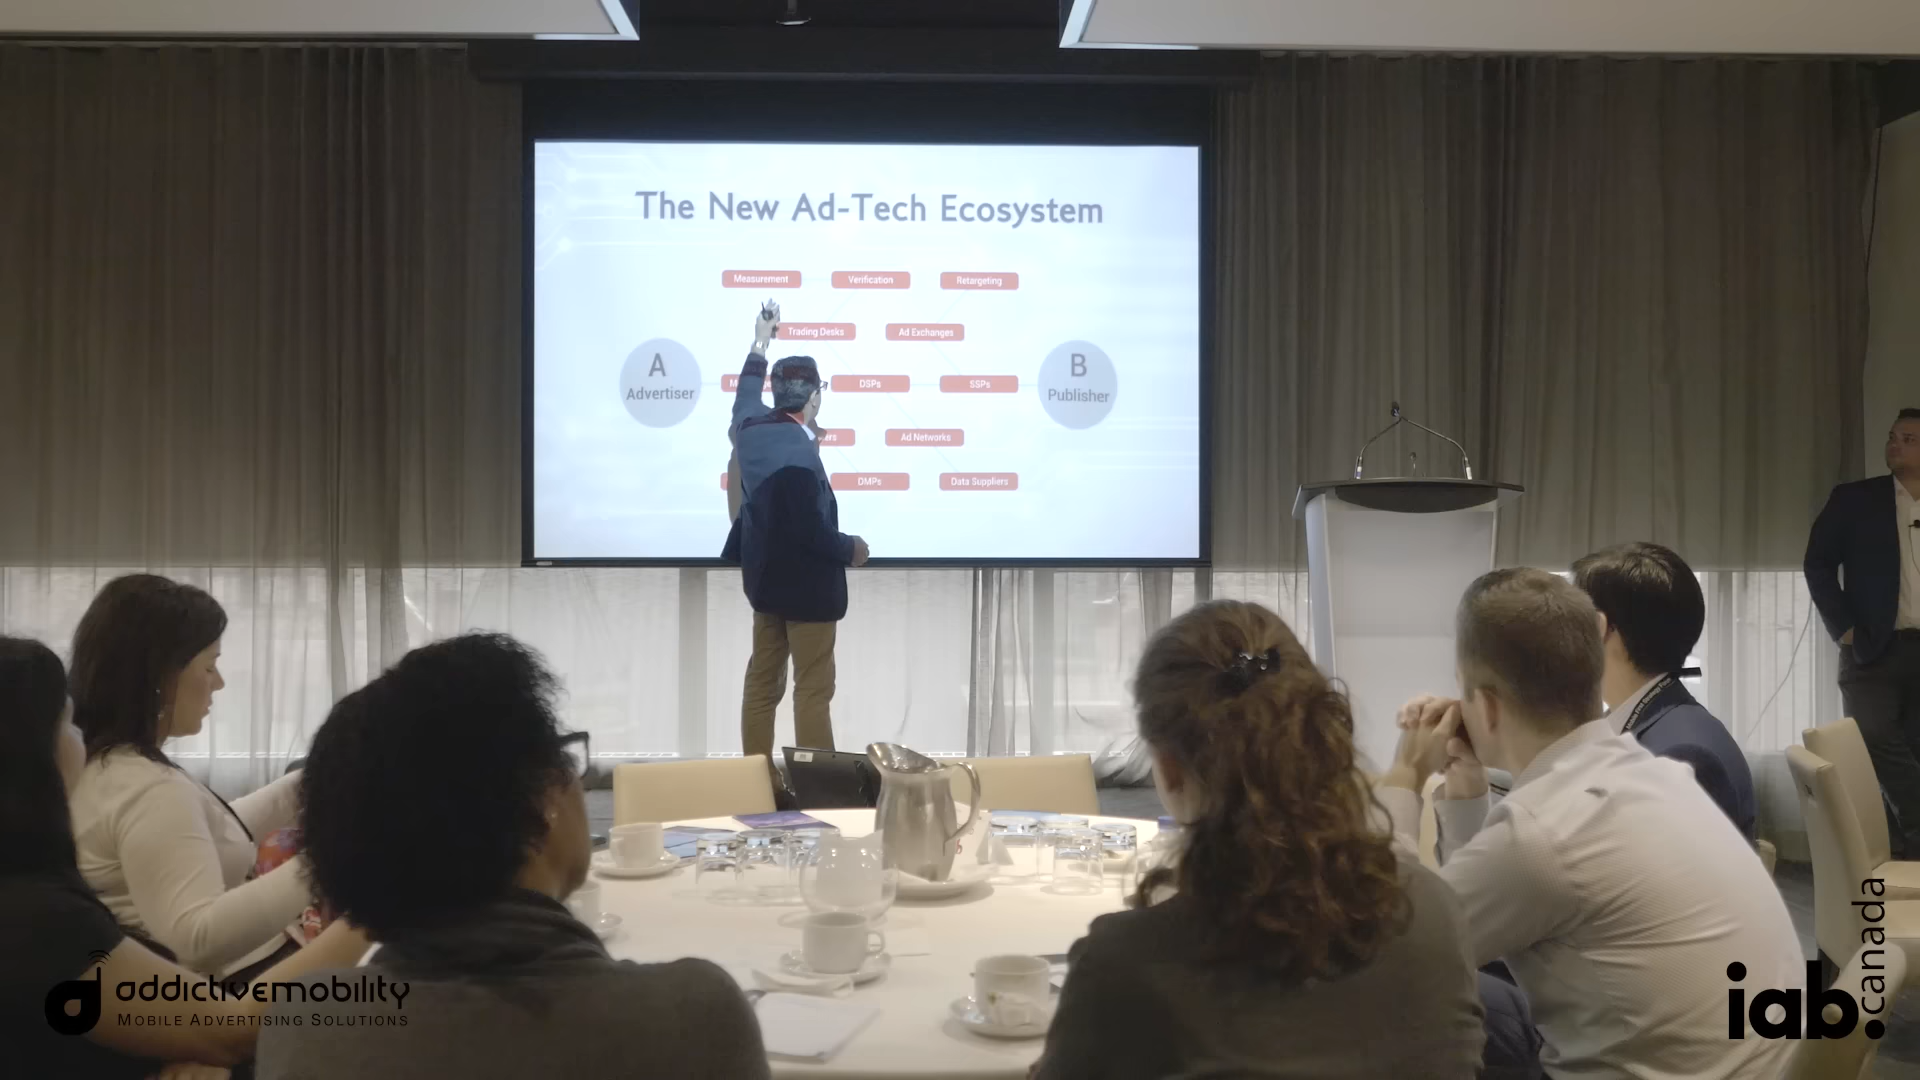 The New Ad-Tech Ecosystem
Measurement Verification Retargeting
Trading Desks Ad Exchanges
A
Advertiser
DSPs SSPs
B
Publisher
Ad Networks
DMPs Data Suppliers
addictivemobility
MOBILE ADVERTISING SOLUTIONS
iab.
canada